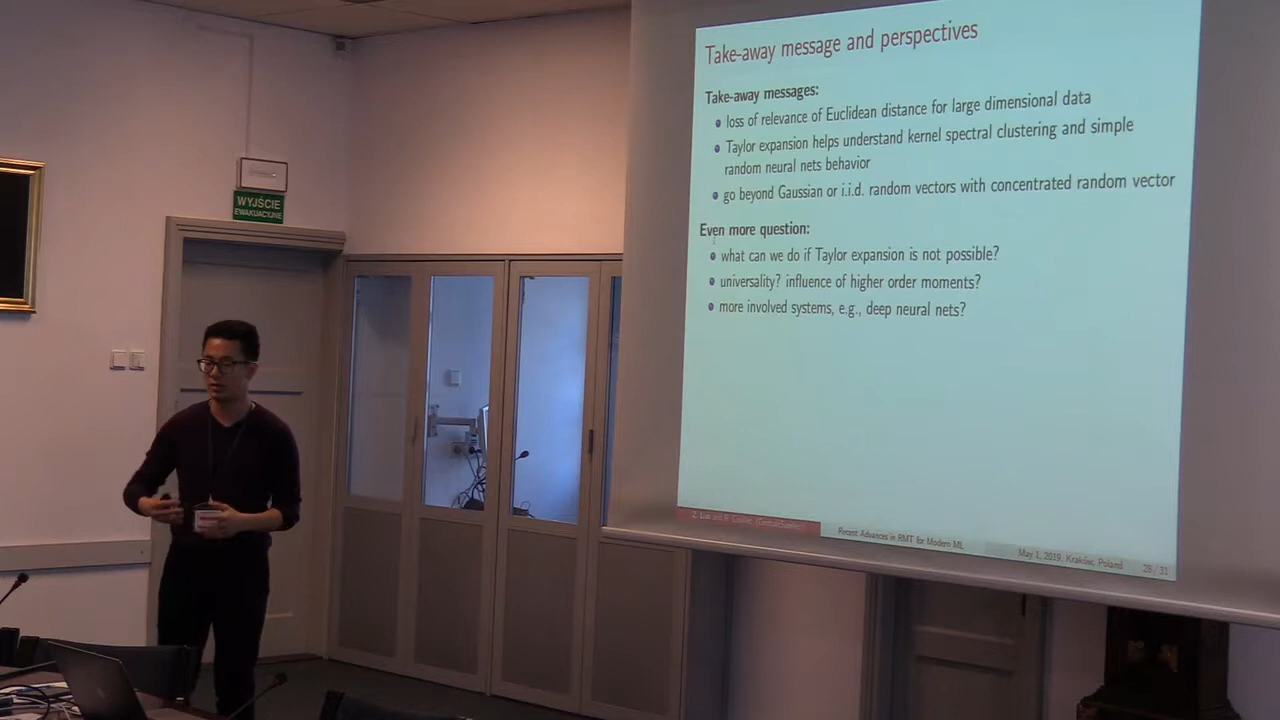 WYJŚCIE
EWAKUACYJNE
Take-away message and perspectives
Take-away messages:
loss of relevance of Euclidean distance for large dimensional data
Taylor expansion helps understand kernel spectral clustering and simple
random neural nets behavior
go beyond Gaussian or i.i.d. random vectors with concentrated random vector
Even more question:
what can we do if Taylor expansion is not possible?
universality? influence of higher order moments?
more involved systems, e.g., deep neural nets?
Recent Advances in RMT for Modern ML
May 1, 2019, Kraków, Poland
28 / 31